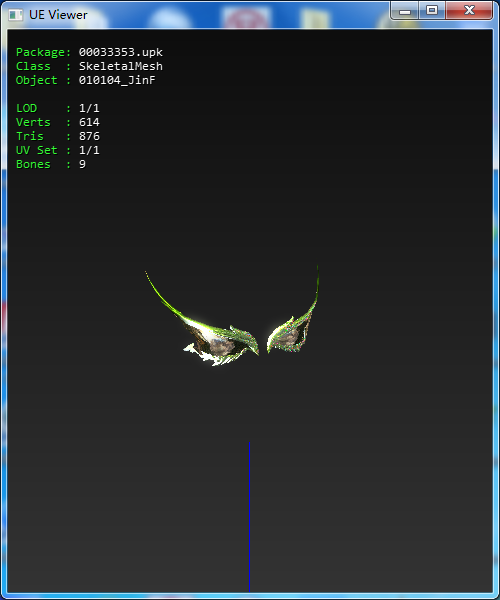 UE Viewer
Package: 00033353.upk
Class : SkeletalMesh
Object : 010104_JinF
LOD : 1/1
Verts : 614
Tris : 876
UV Set : 1/1
Bones : 9